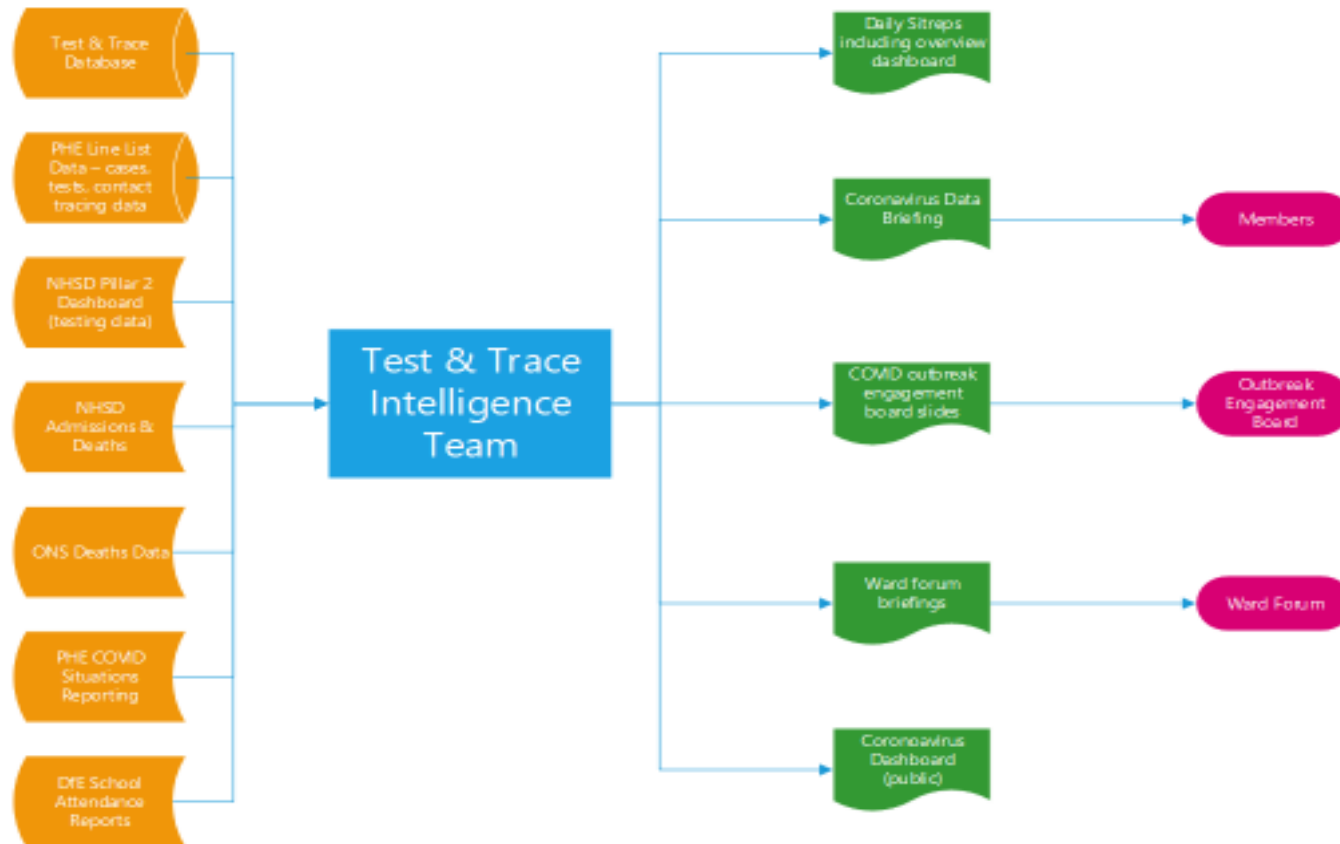 Test & Trace
Database
PHE Line List
Data – cases,
tests, contact
tracing data
NHSD Pillar 2
Dashboard
(testing data)
NHSD
Admissions &
Deaths
ONS Deaths Data
PHE COVID
Situations
Reporting
DfE School
Attendance
Reports
Test & Trace
Intelligence
Team
Daily Sitreps
including overview
dashboard
Coronavirus Data
Briefing
COVID outbreak
engagement
board slides
Ward forum
briefings
Coronoavirus
Dashboard
(public)
Members
Outbreak
Engagement
Board
Ward Forum